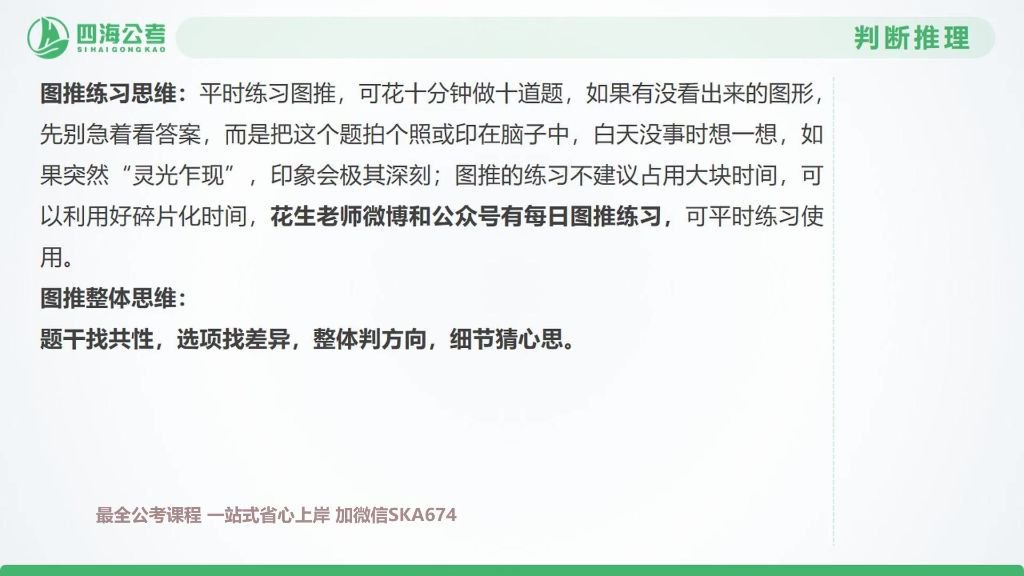 四海公考
SIHAIGONGKAO
判断推理
图推练习思维：平时练习图推，可花十分钟做十道题，如果有没看出来的图形，
先别急着看答案，而是把这个题拍个照或印在脑子中，白天没事时想一想，如
果突然“灵光乍现”，印象会极其深刻；图推的练习不建议占用大块时间，可
以利用好碎片化时间，花生老师微博和公众号有每日图推练习，可平时练习使
用。
图推整体思维：
题干找共性，选项找差异，整体判方向，细节猜心思。
最全公考课程 一站式省心上岸 加微信SKA674